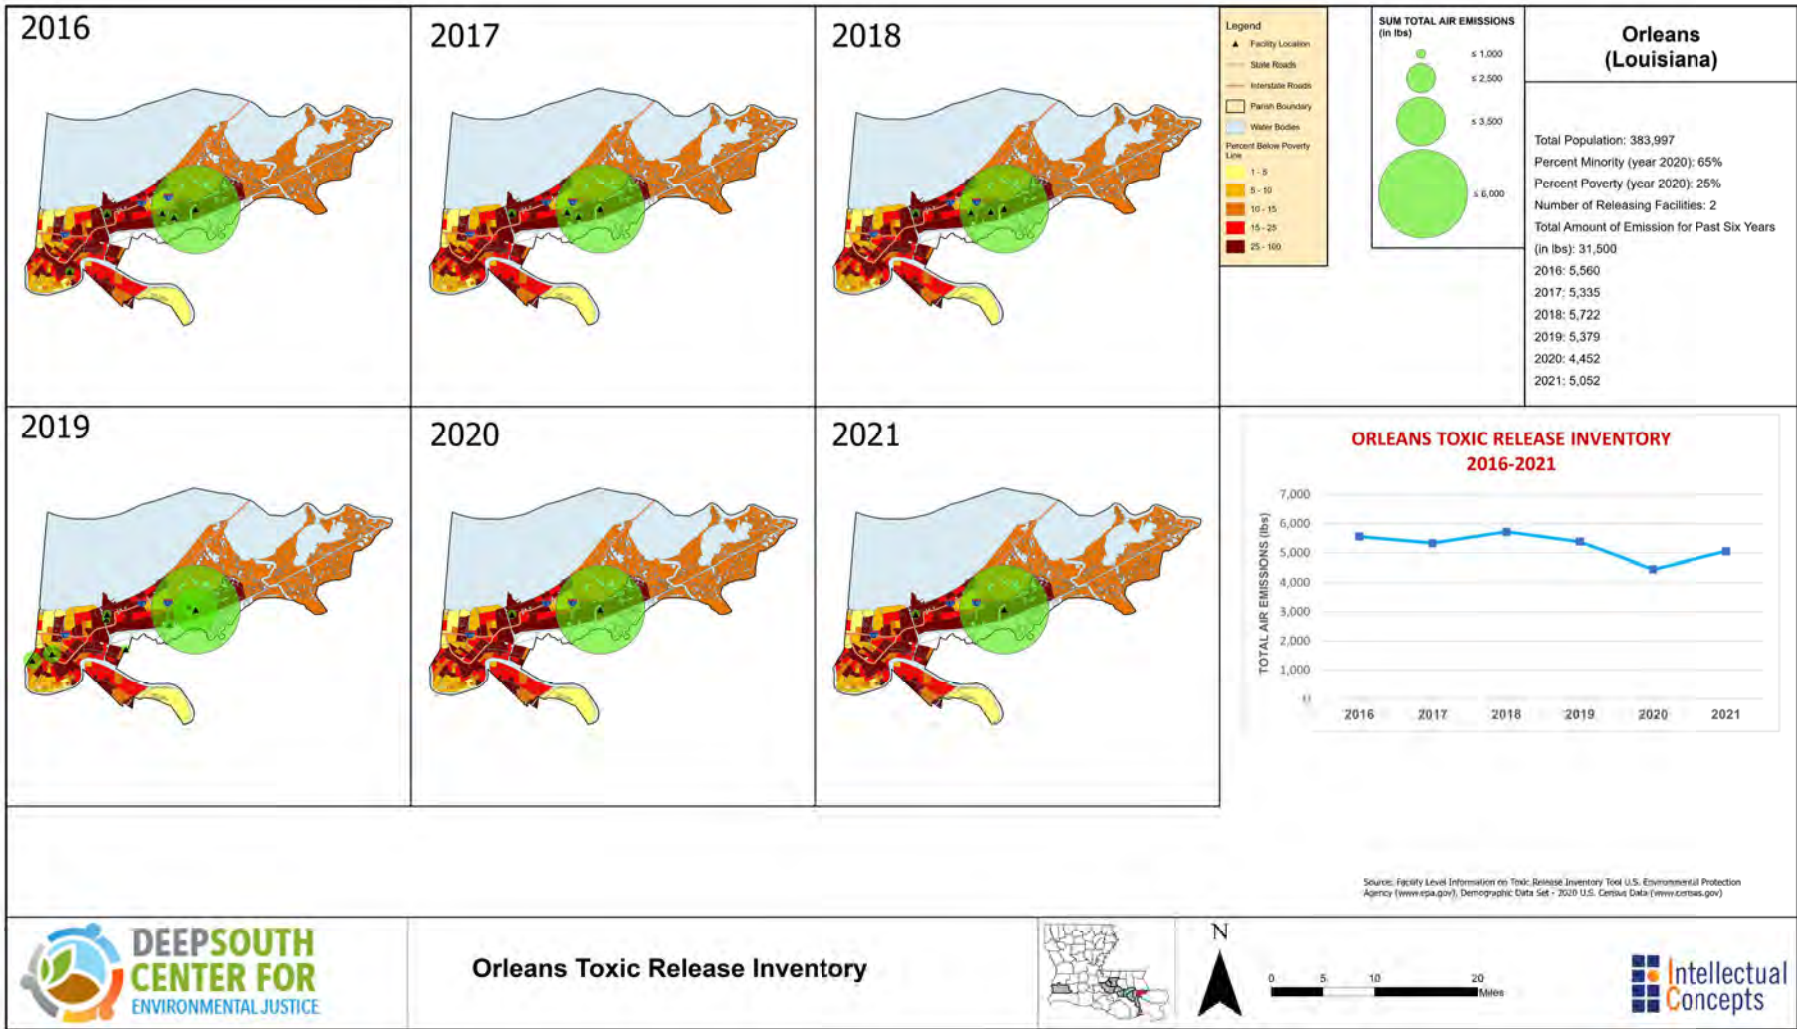 2016
2017
2018
Legend
Facility Location
State Roads
Interstate Roads
Parish Boundary
Water Bodies
Percent Below Poverty
Line
1 - 5
5 - 10
10 - 15
15 - 25
25 - 100
SUM TOTAL AIR EMISSIONS
(in lbs)
≤ 1,000
≤ 2,500
≤ 3,500
≤ 6,000
Orleans
(Louisiana)
Total Population: 383,997
Percent Minority (year 2020): 65%
Percent Poverty (year 2020): 25%
Number of Releasing Facilities: 2
Total Amount of Emission for Past Six Years
(in lbs): 31,500
2016: 5,560
2017: 5,335
2018: 5,722
2019: 5,379
2020: 4,452
2021: 5,052
2019
2020
2021
ORLEANS TOXIC RELEASE INVENTORY
2016-2021
TOTAL AIR EMISSIONS (lbs)
7,000
6,000
5,000
4,000
3,000
2,000
1,000
0
2016 2017 2018 2019 2020 2021
Source: Facility Level Information on Toxic Release Inventory Tool U.S. Environmental Protection
Agency (www.epa.gov), Demographic Data Set - 2020 U.S. Census Data (www.census.gov)
DEEPSOUTH
CENTER FOR
ENVIRONMENTAL JUSTICE
Orleans Toxic Release Inventory
N
0 5 10 20
Miles
Intellectual
Concepts